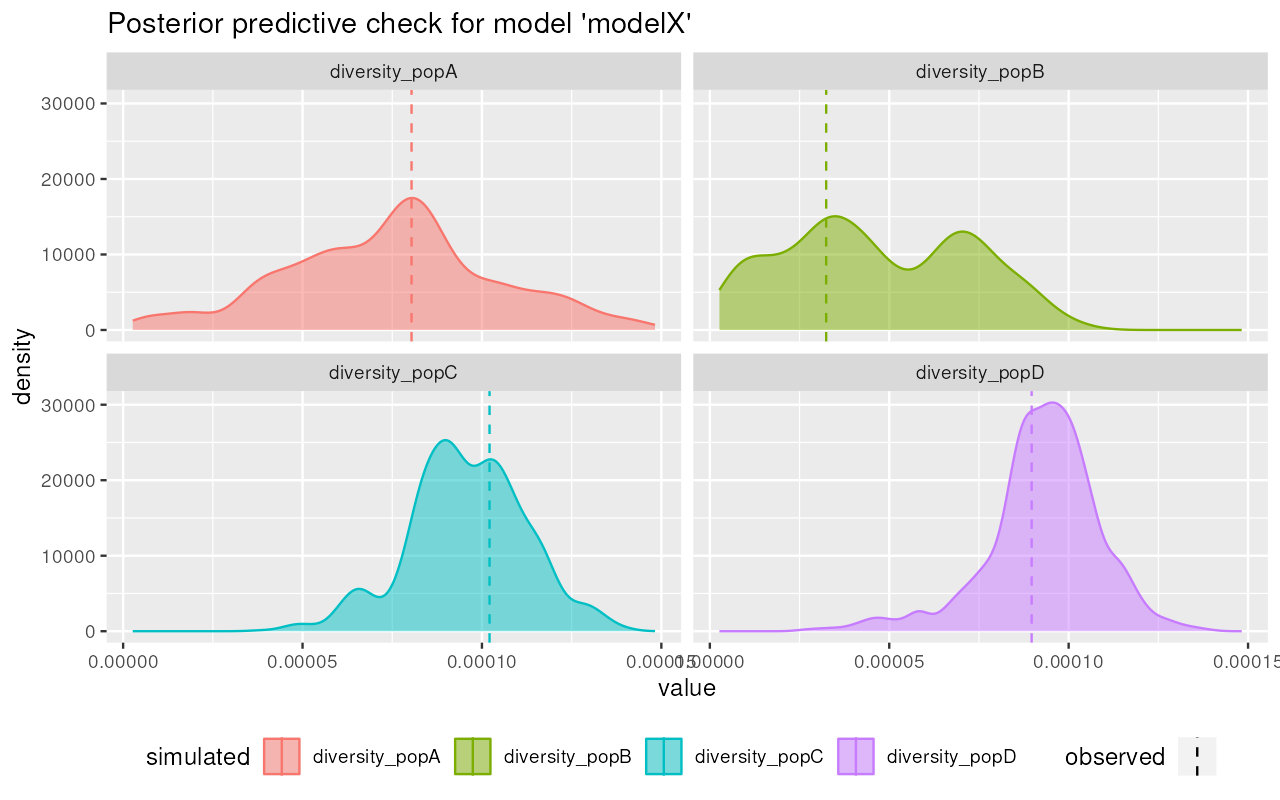 Posterior predictive check for model 'modelX'
diversity_popA
diversity_popB
30000
20000
10000
0
diversity_popC
diversity_popD
30000
20000
10000
0
density
0.00000 0.00005 0.00010 0.00015 0.00000 0.00005 0.00010 0.00015
value
simulated diversity_popA diversity_popB diversity_popC diversity_popD observed